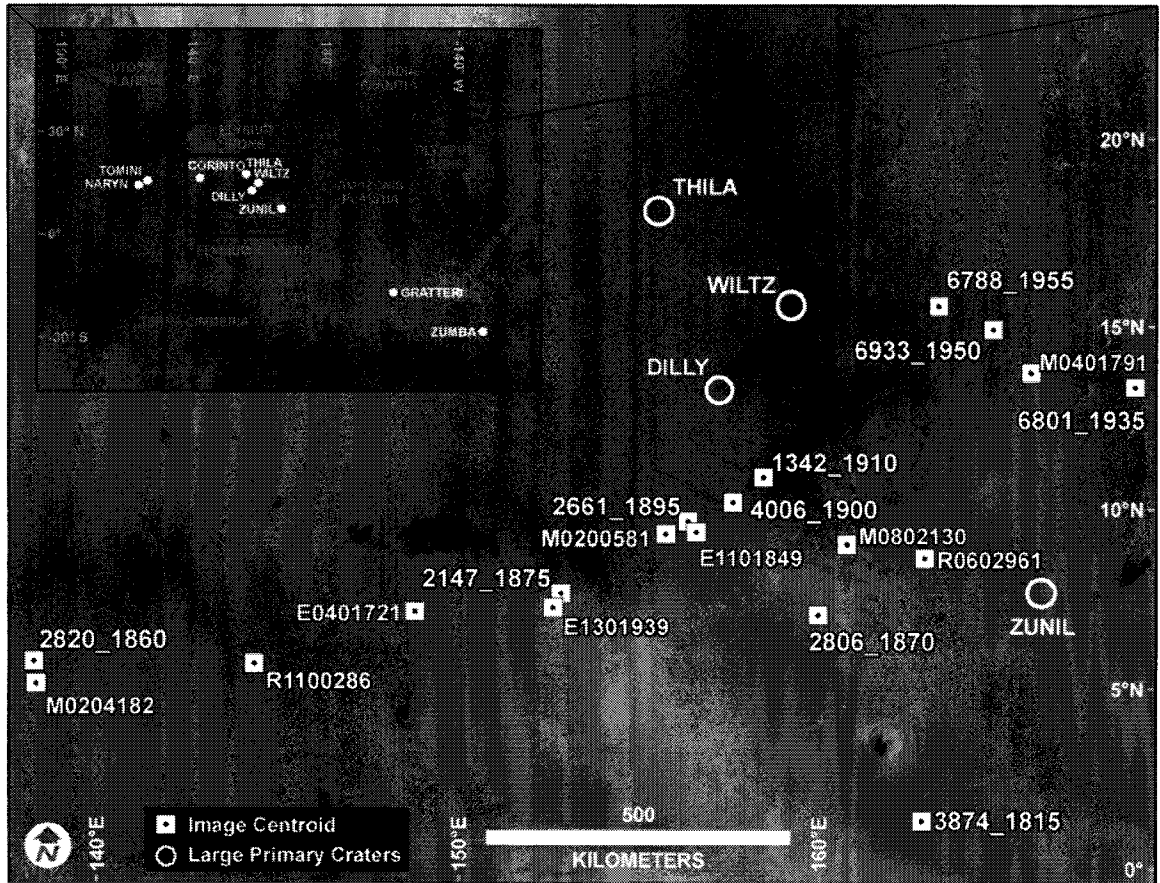 140°E
30° N
0°
30° S
TOMINI
NARYN
CORINTO
THILA
WILTZ
DILLY
ZUNIL
GRATTERI
ZUMBA
20°N
THILA
WILTZ
6788_1955
15°N
6933_1950
M0401791
DILLY
6801_1935
1342_1910
2661_1895
4006_1900
10°N
M0200581
M0802130
E1101849
R0602961
2147_1875
E0401721
E1301939
ZUNIL
2820_1860
2806_1870
R1100286
M0204182
5°N
3874_1815
140°E
Image Centroid
Large Primary Craters
150°E
500
KILOMETERS
160°E
0°
N